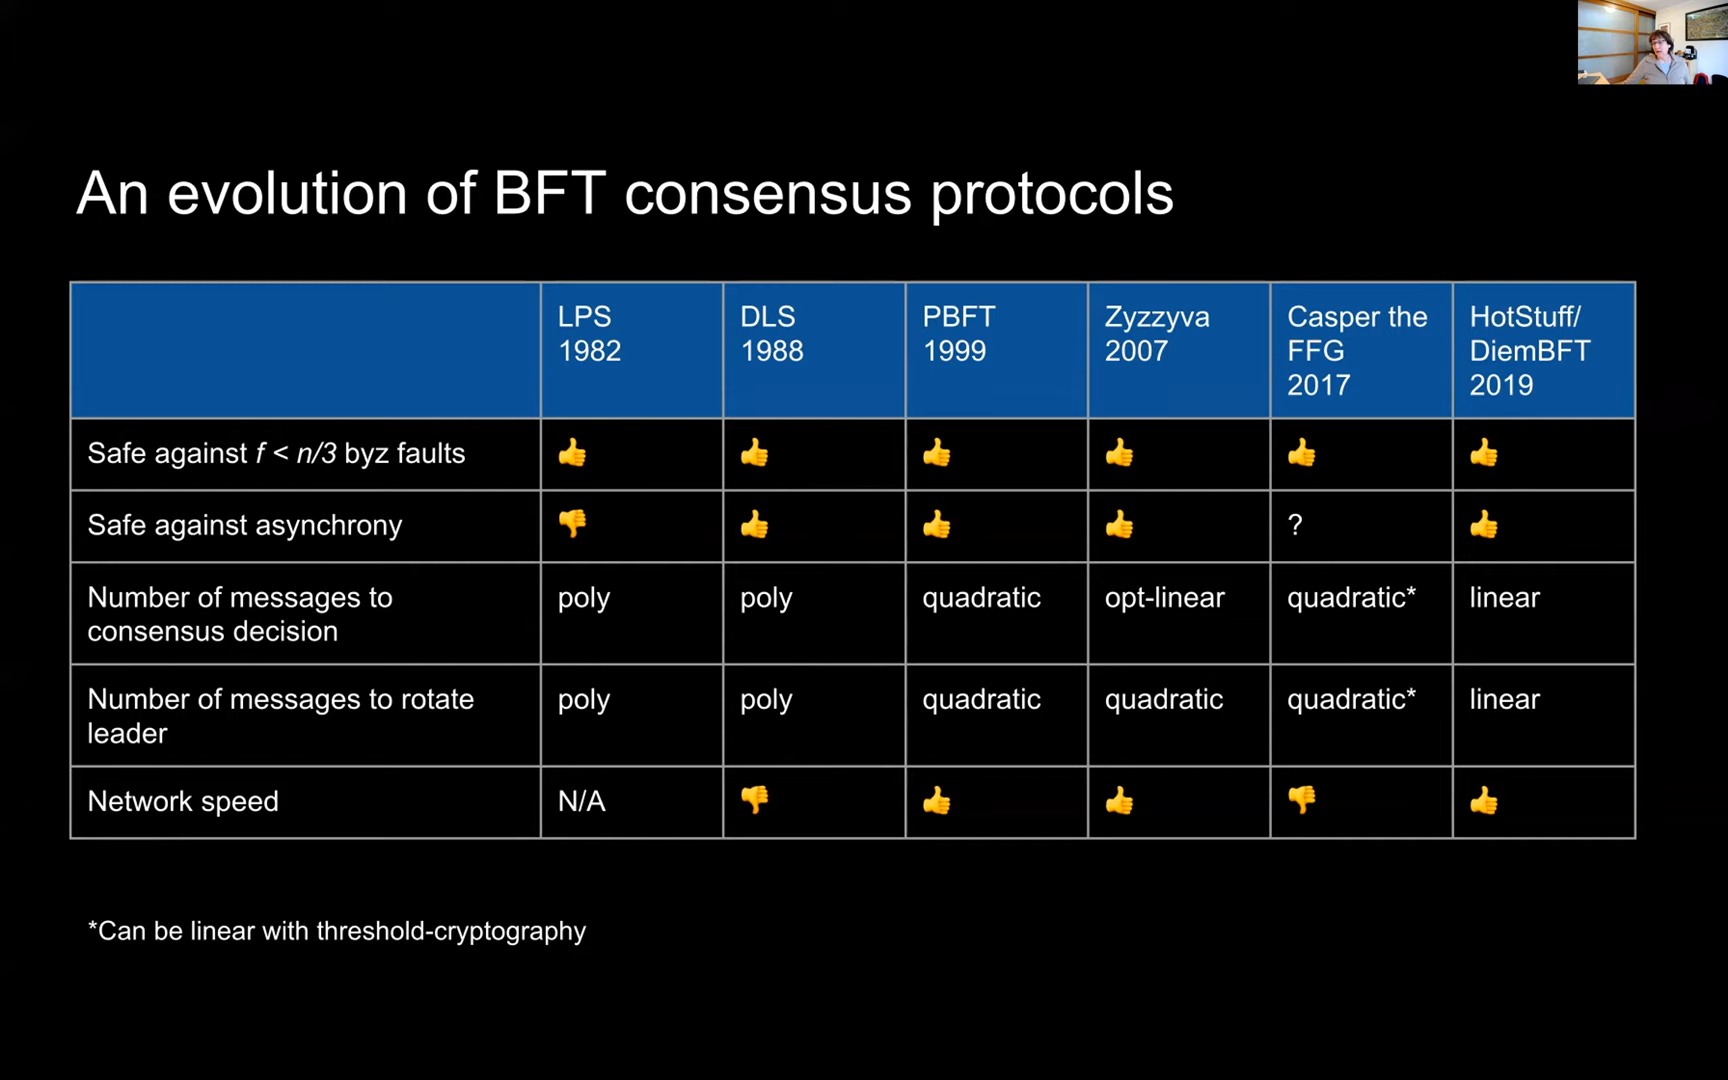 An evolution of BFT consensus protocols
LPS
1982
DLS
1988
PBFT
1999
Zyzzyva
2007
Casper the
FFG
2017
HotStuff/
DiemBFT
2019
Safe against f < n/3 byz faults
👍 👍 👍 👍 👍 👍
Safe against asynchrony
👎 👍 👍 👍 ? 👍
Number of messages to
consensus decision
poly
poly
quadratic
opt-linear
quadratic*
linear
Number of messages to rotate
leader
poly
poly
quadratic
quadratic
quadratic*
linear
Network speed
N/A 👎 👍 👍 👎 👍
*Can be linear with threshold-cryptography